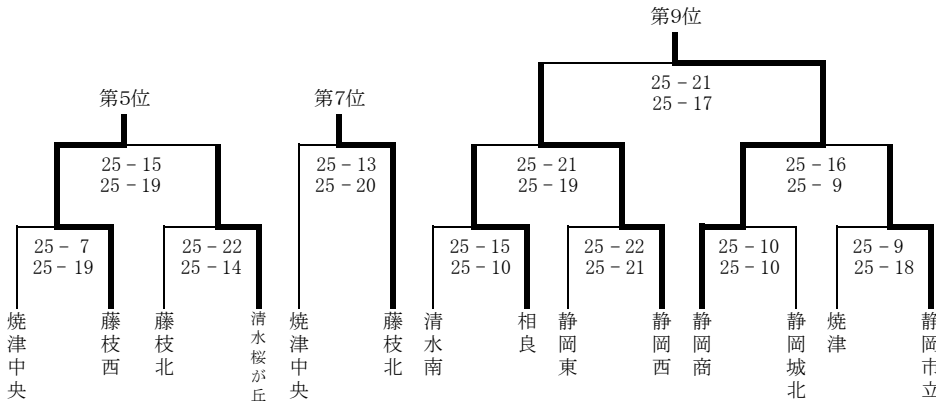 第9位
25－21
25－17
第5位
第7位
25－15
25－19
25－13
25－20
25－21
25－19
25－16
25－ 9
25－ 7
25－19
25－22
25－14
25－15
25－10
25－22
25－21
25－10
25－10
25－9
25－18
焼津中央
藤枝西
藤枝北
清水桜が丘
焼津中央
藤枝北
清水南
相良
静岡東
静岡西
静岡商
静岡城北
焼津
静岡市立